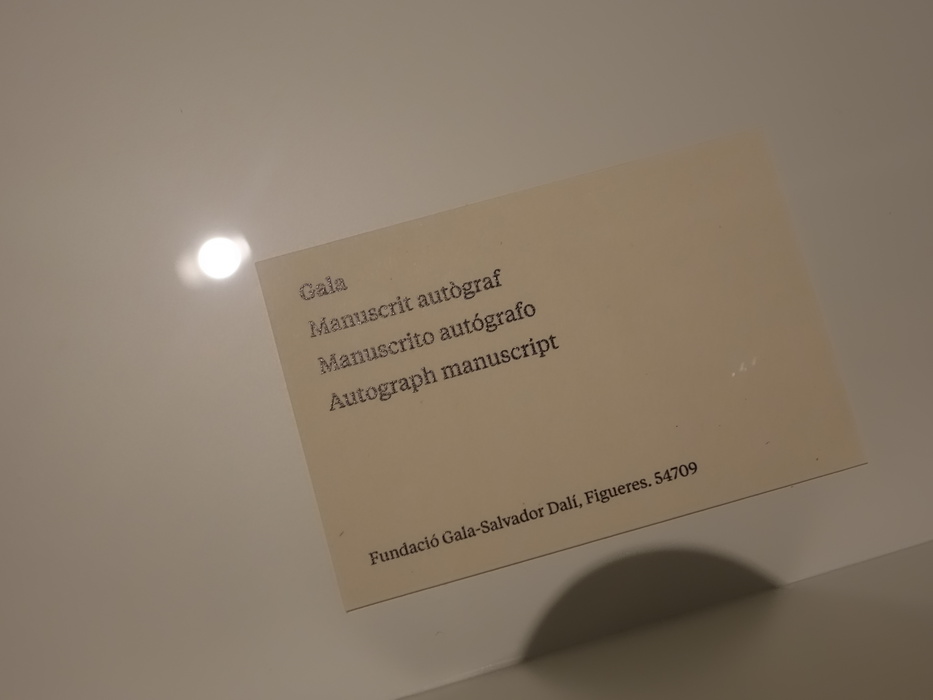 Gala
Manuscrit autògraf
Manuscrito autógrafo
Autograph manuscript
Fundació Gala-Salvador Dalí, Figueres. 54709